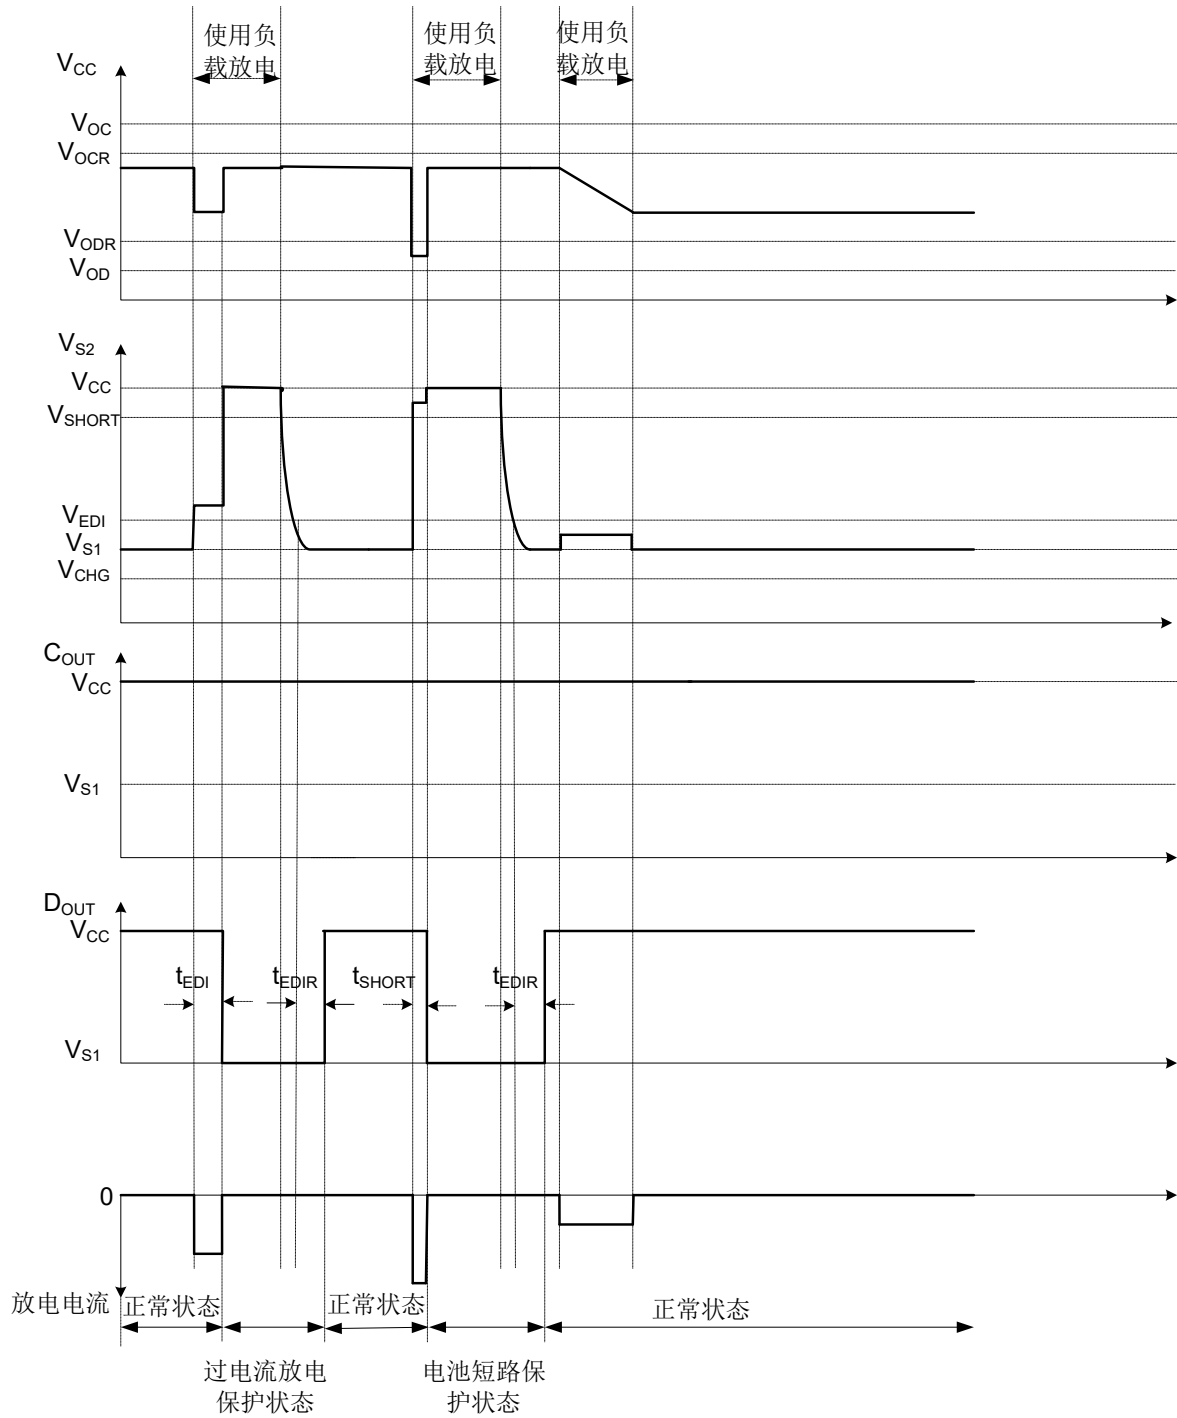 使用负
载放电
使用负
载放电
使用负
载放电
VCC
VOC
VOCR
VODR
VOD
VS2
VCC
VSHORT
VEDI
VS1
VCHG
COUT
VCC
VS1
DOUT
VCC
tEDI
tEDIR
tSHORT
tEDIR
VS1
0
放电电流
正常状态
正常状态
正常状态
过电流放电
保护状态
电池短路保
护状态